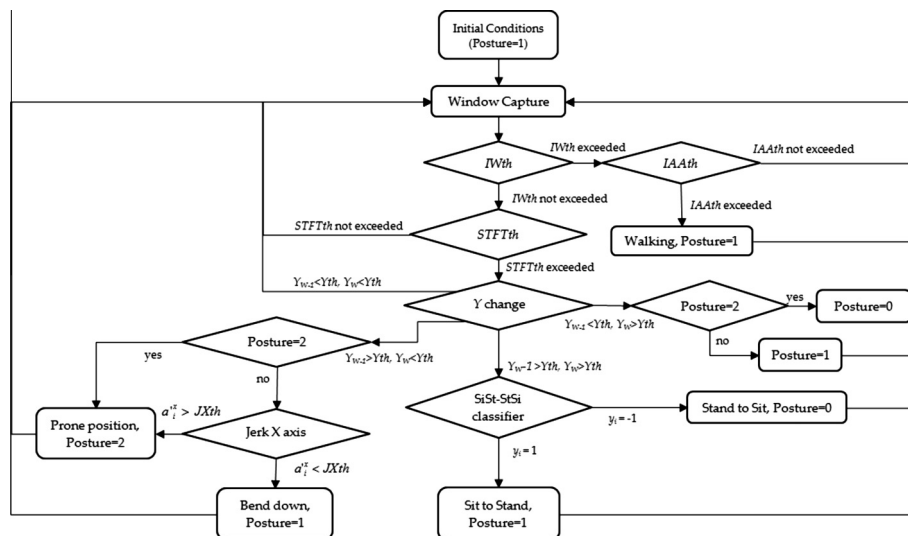 Initial Conditions
(Posture=1)
Window Capture
IWth
IWth exceeded
IAAth
IAAth not exceeded
IWth not exceeded
IAAth exceeded
STFTth not exceeded
STFTth
Walking, Posture=1
STFTth exceeded
Yw-1<Yth, Yw<Yth
Y change
Posture=2
yes
Posture=0
Yw-1<Yth, Yw>Yth
no
Posture=1
Posture=2
yes
Yw-1>Yth, Yw<Yth
no
Yw-1>Yth, Yw>Yth
SiSt-StSi
classifier
yi=-1
Stand to Sit, Posture=0
a'ix > JXth
Prone position,
Posture=2
Jerk X axis
yi=1
a'ix < JXth
Bend down,
Posture=1
Sit to Stand,
Posture=1